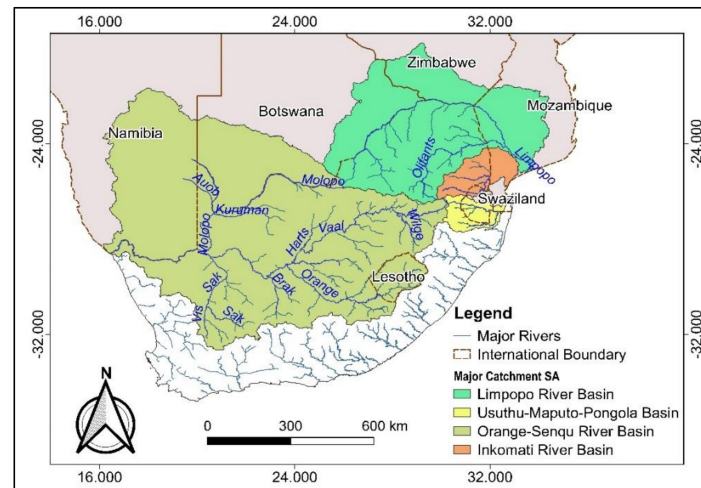 16.000 24.000 32.000
Zimbabwe
Botswana
Mozambique
Namibia
-24.000 -24.000
Olifants
Limpopo
Auob
Molopo
Swaziland
Kuruman
Molopo
Harts
Vaal
Wilge
Sak
Brak
Orange
Lesotho
Vis
Sak
-32.000 -32.000
Legend
Major Rivers
International Boundary
Major Catchment SA
Limpopo River Basin
Usuthu-Maputo-Pongola Basin
Orange-Senqu River Basin
Inkomati River Basin
N
0 300 600 km
16.000 24.000 32.000